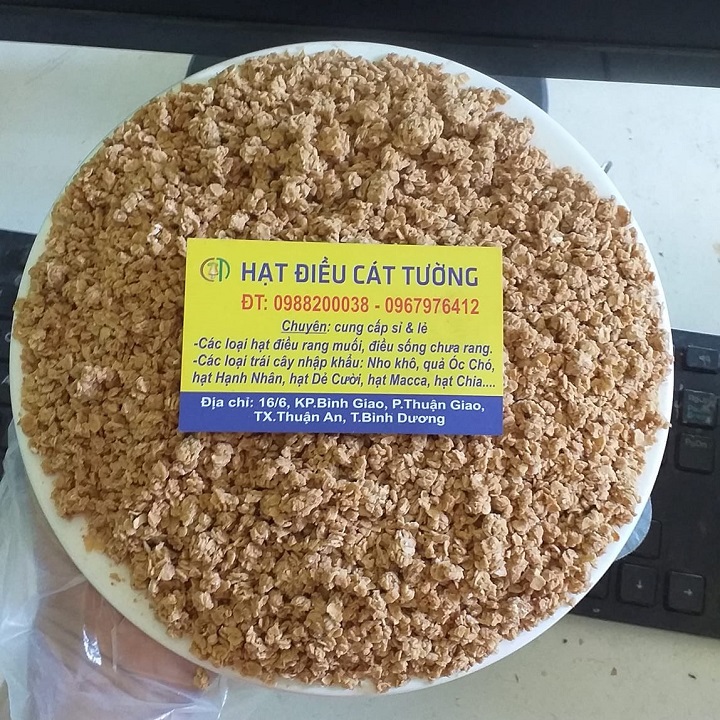 HẠT ĐIỀU CÁT TƯỜNG
ĐT: 0988200038 - 0967976412
Chuyên: cung cấp sỉ & lẻ
-Các loại hạt điều rang muối, điều sống chưa rang.
-Các loại trái cây nhập khẩu: Nho khô, quả Óc Chó,
hạt Hạnh Nhân, hạt Dẻ Cười, hạt Macca, hạt Chia....
Địa chỉ: 16/6, KP.Bình Giao, P.Thuận Giao,
TX.Thuận An, T.Bình Dương